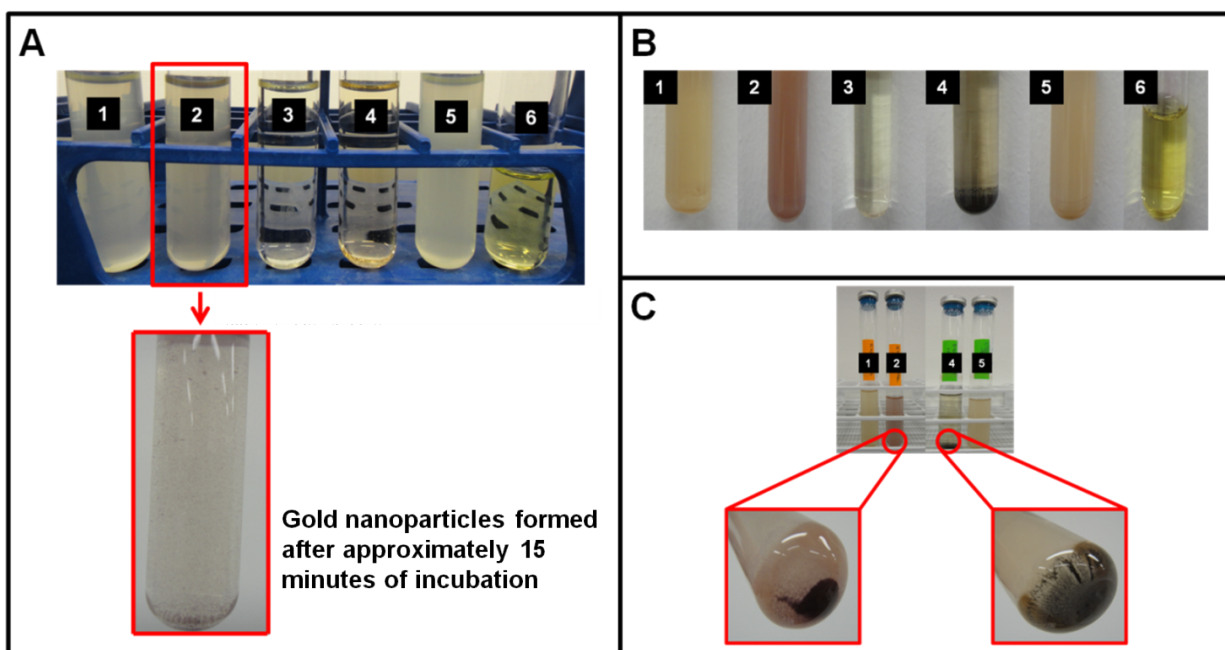 A
1 2 3 4 5 6
Gold nanoparticles formed
after approximately 15
minutes of incubation
B
1 2 3 4 5 6
C
1 2 4 5